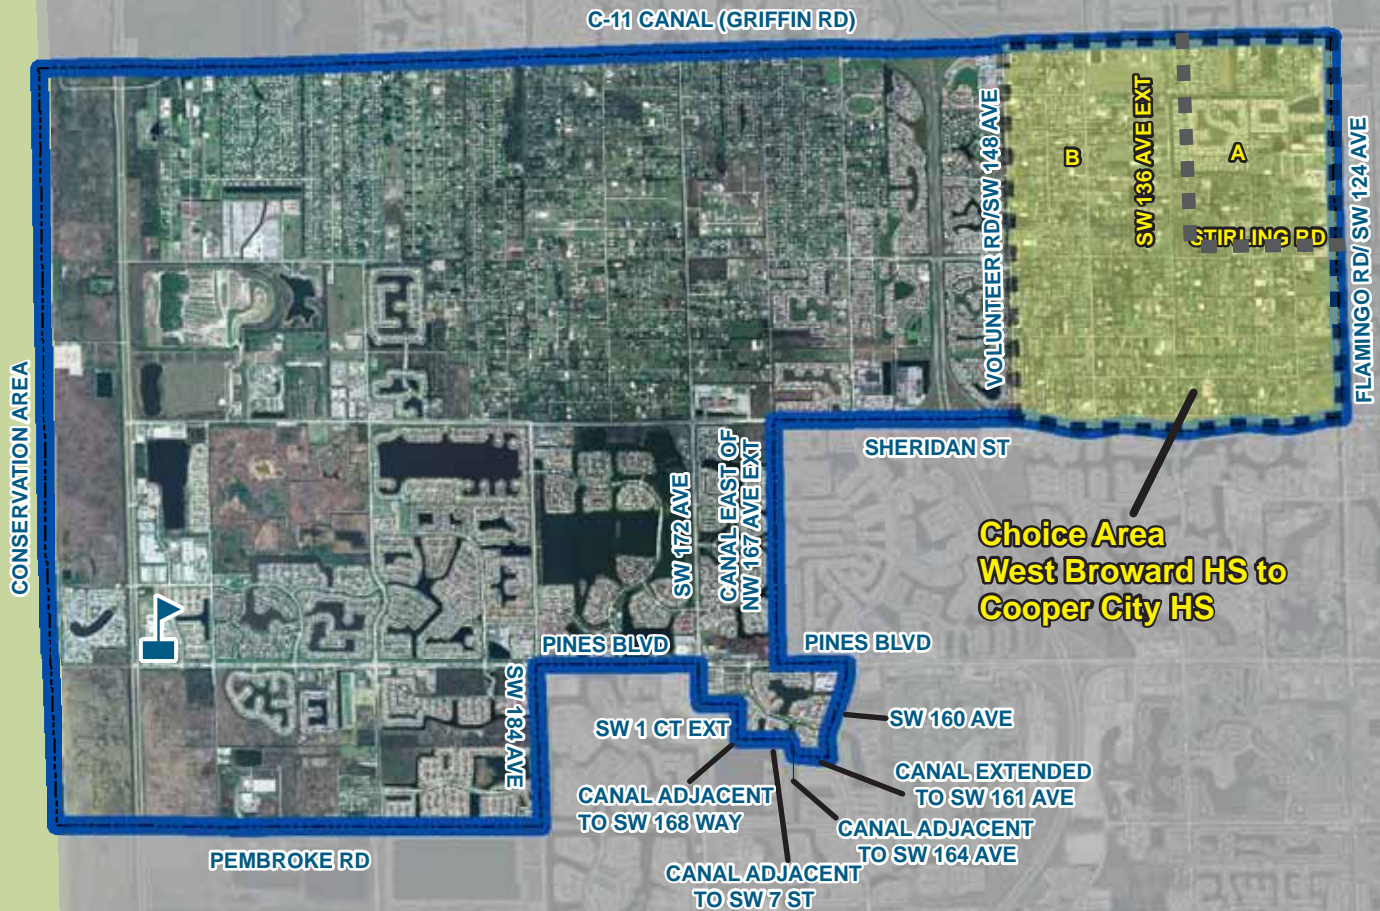 C-11 CANAL (GRIFFIN RD)
VOLUNTEER RD/SW 148 AVE
B
SW 136 AVE EXT
A
STIRLING RD
FLAMINGO RD/ SW 124 AVE
CONSERVATION AREA
SHERIDAN ST
SW 172 AVE
CANAL EAST OF
NW 167 AVE EXT
Choice Area
West Broward HS to
Cooper City HS
PINES BLVD
PINES BLVD
SW 184 AVE
SW 1 CT EXT
SW 160 AVE
CANAL EXTENDED
TO SW 161 AVE
CANAL ADJACENT
TO SW 168 WAY
CANAL ADJACENT
TO SW 164 AVE
PEMBROKE RD
CANAL ADJACENT
TO SW 7 ST